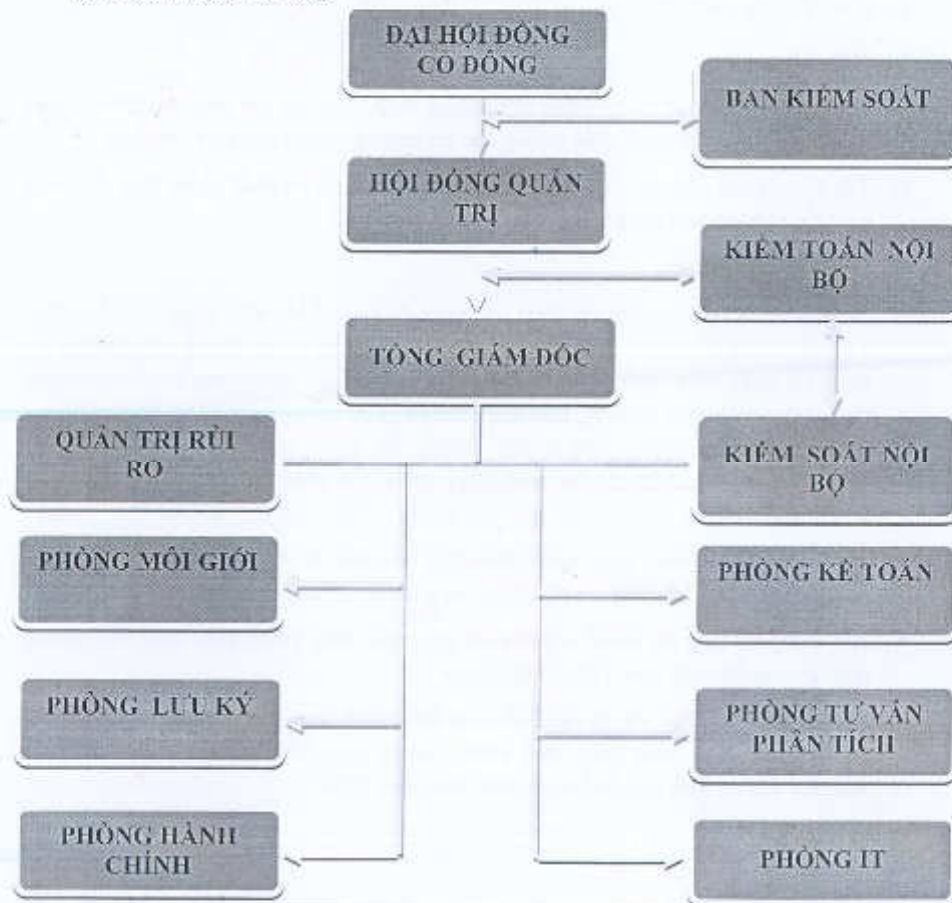 ĐẠI HỘI ĐỒNG
CỔ ĐÔNG
BAN KIỂM SOÁT
HỘI ĐỒNG QUẢN
TRỊ
KIỂM TOÁN NỘI
BỘ
TỔNG GIÁM ĐỐC
QUẢN TRỊ RỦI
RO
KIỂM SOÁT NỘI
BỘ
PHÒNG MÔI GIỚI
PHÒNG KẾ TOÁN
PHÒNG LƯU KÝ
PHÒNG TƯ VẤN
PHÂN TÍCH
PHÒNG HÀNH
CHÍNH
PHÒNG IT